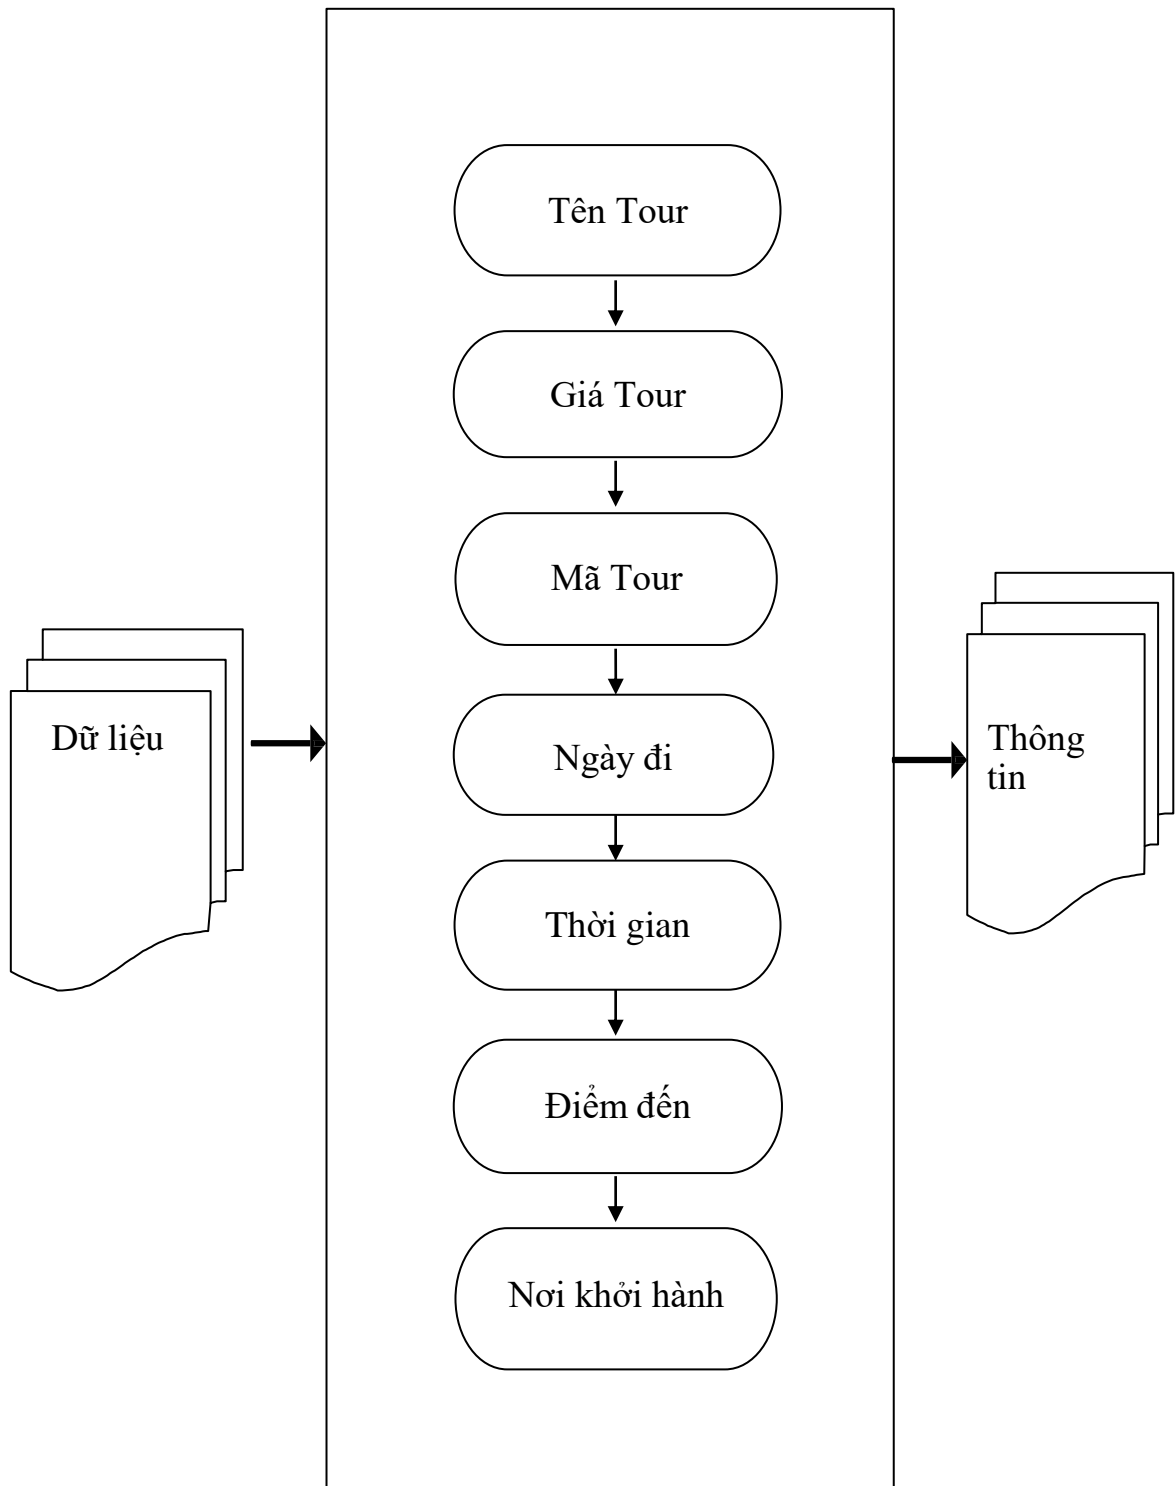 Tên Tour
Giá Tour
Mã Tour
Dữ liệu
Ngày đi
Thông
tin
Thời gian
Điểm đến
Nơi khởi hành